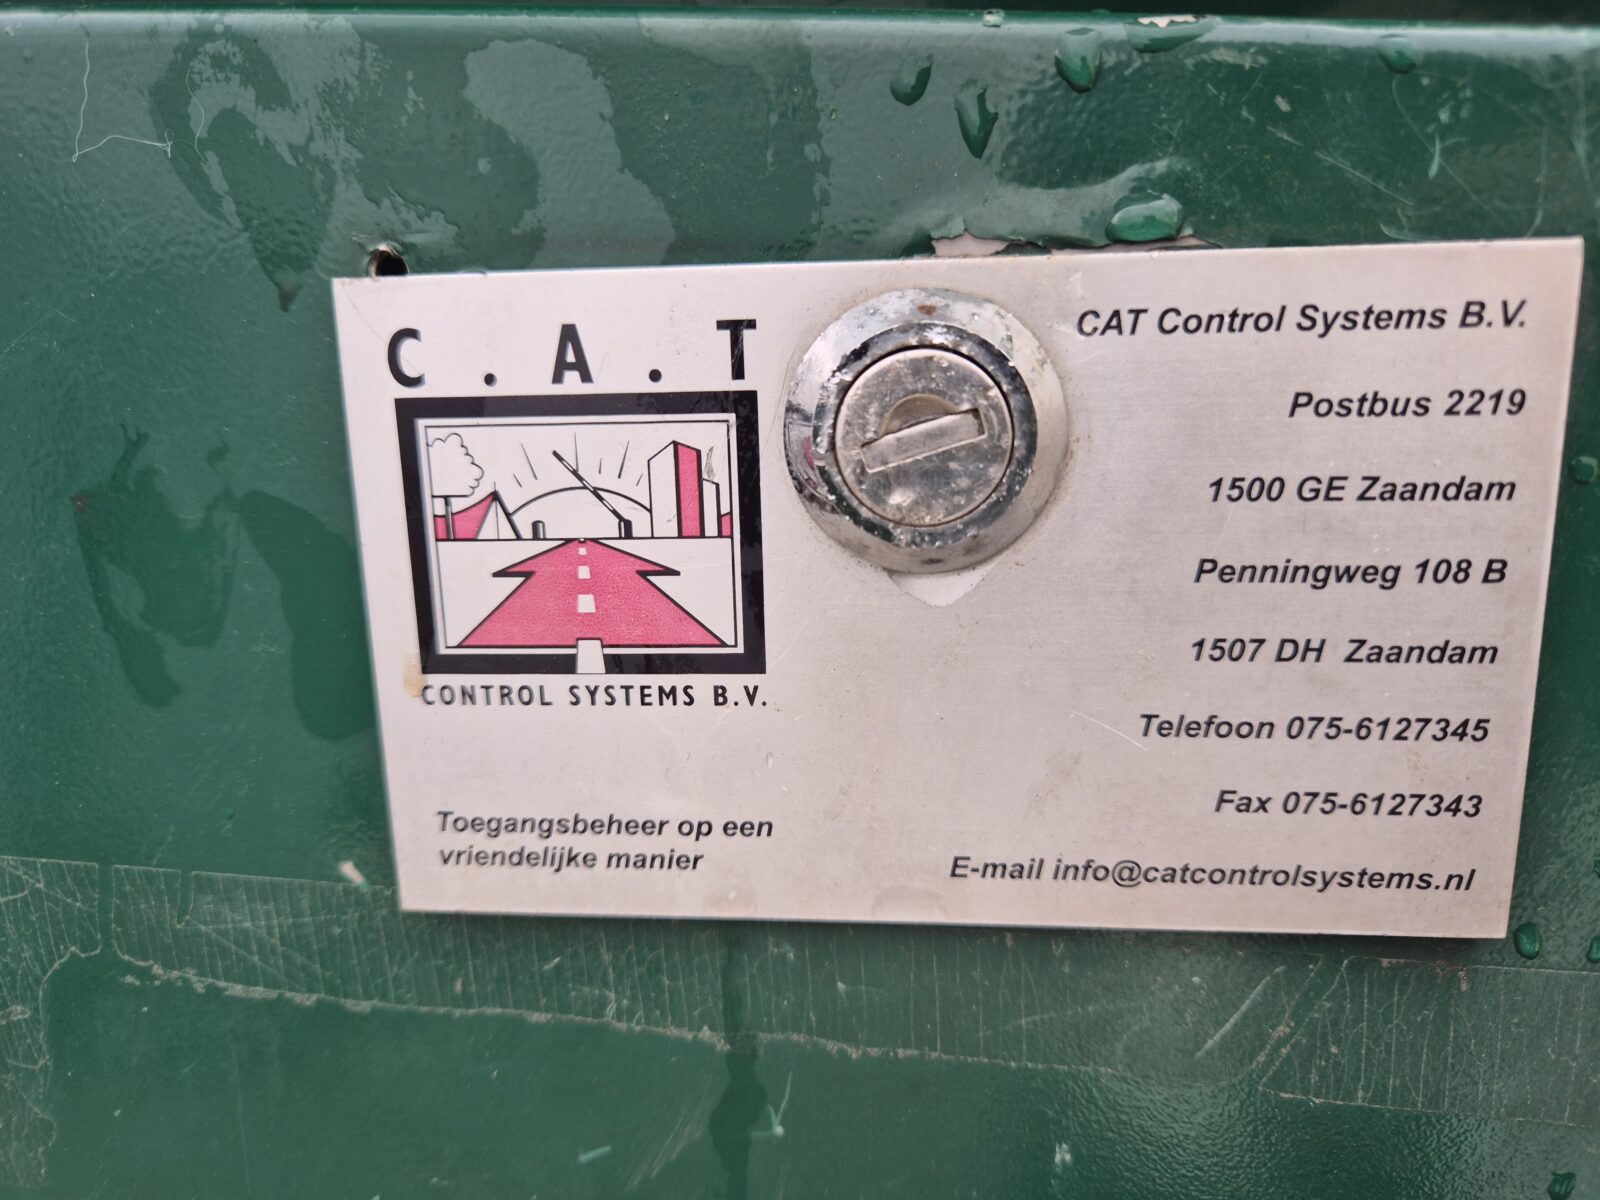 C.A.T
CONTROL SYSTEMS B.V.
Toegangsbeheer op een
vriendelijke manier
CAT Control Systems B.V.
Postbus 2219
1500 GE Zaandam
Penningweg 108 B
1507 DH Zaandam
Telefoon 075-6127345
Fax 075-6127343
E-mail info@catcontrolsystems.nl